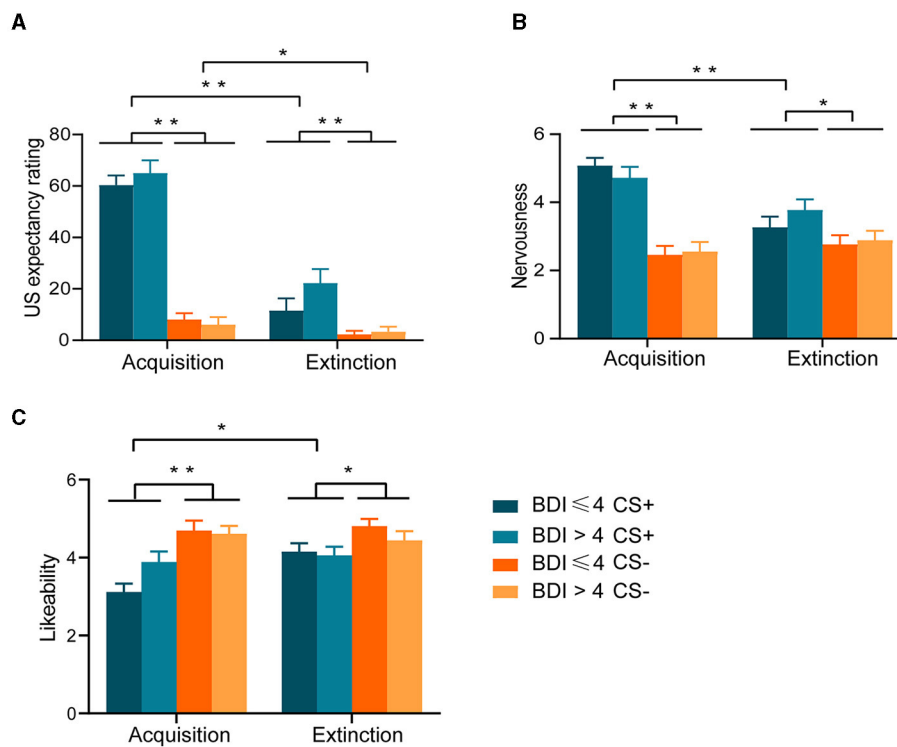 A
*
* *
* *
* *
80
60
40
20
0
US expectancy rating
Acquisition
Extinction
B
* *
* *
*
6
4
2
0
Nervousness
Acquisition
Extinction
C
*
* *
*
6
4
2
0
Likeability
Acquisition
Extinction
BDI ⩽ 4 CS+
BDI > 4 CS+
BDI ⩽ 4 CS-
BDI > 4 CS-